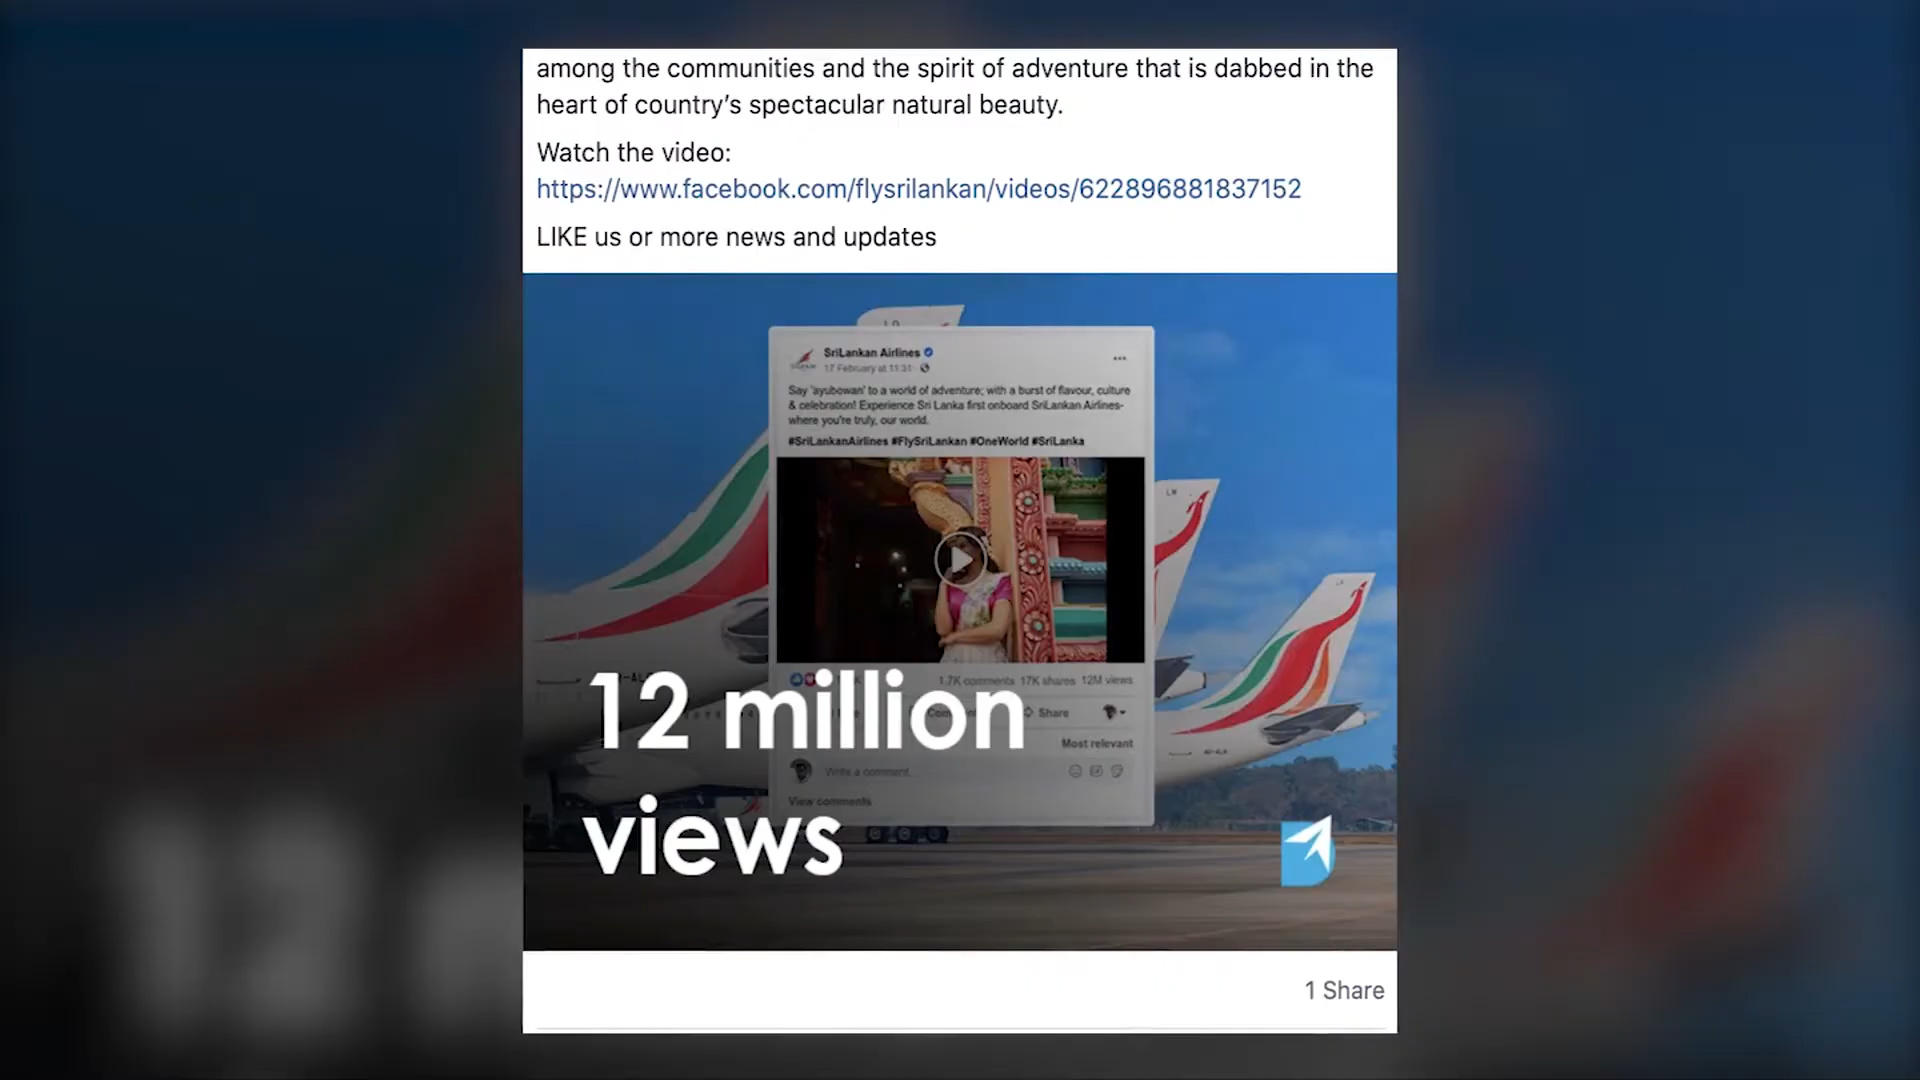 among the communities and the spirit of adventure that is dabbed in the
heart of country's spectacular natural beauty.
Watch the video:
https://www.facebook.com/flysrilankan/videos/622896881837152
LIKE us or more news and updates
SriLankan Airlines
17 February at 11:31
Say 'ayubowan' to a world of adventure; with a burst of flavour, culture
& celebration! Experience Sri Lanka first onboard SriLankan Airlines-
where you're truly, our world.
#SriLankanAirlines #FlySriLankan #OneWorld #SriLanka
1.7K comments 17K shares 12M views
Share
Most relevant
Write a comment...
View comments
12 million
views
1 Share